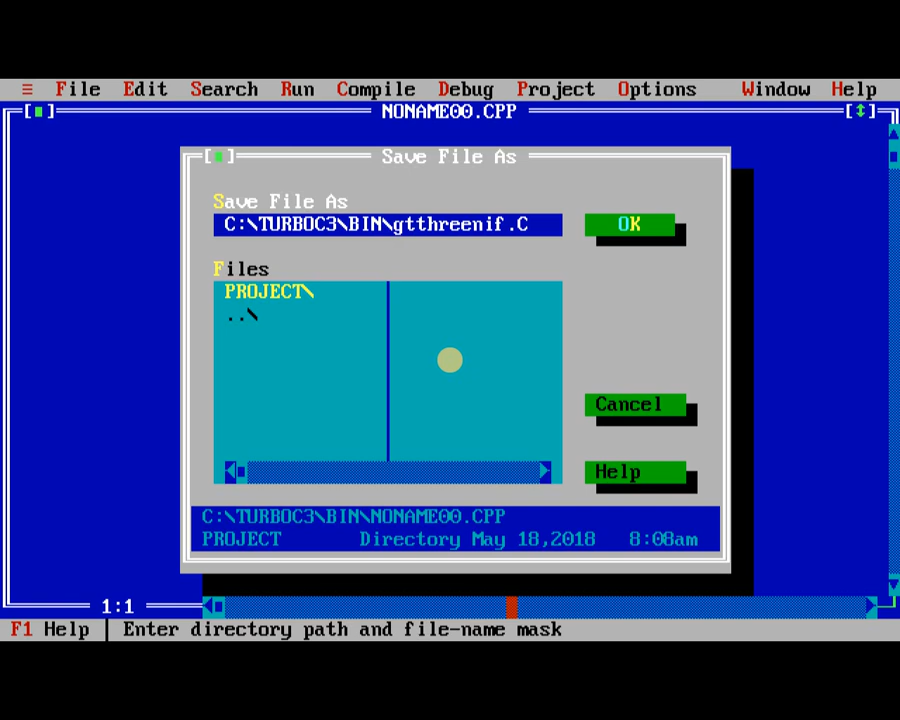 ≡ File Edit Search Run Compile Debug Project Options Window Help
NONAME00.CPP
Save File As
Save File As
C:\TURBOC3\BIN\gtthreenif.C
OK
Files
PROJECT\
..\
Cancel
Help
C:\TURBOC3\BIN\NONAME00.CPP
PROJECT Directory May 18,2018 8:08am
1:1
F1 Help │ Enter directory path and file-name mask